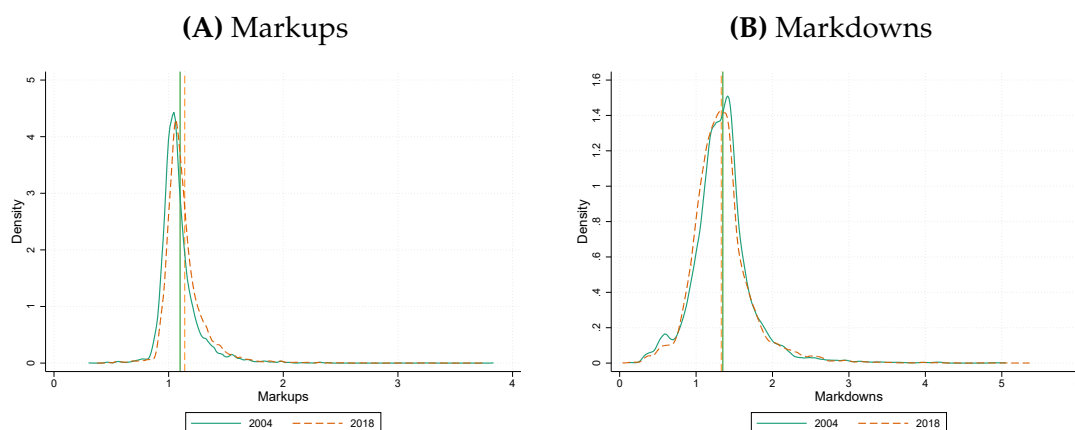 (A) Markups
5
4
3
2
1
0
Density
0 1 2 3 4
Markups
2004 2018
(B) Markdowns
1.6
1.4
1.2
1
.8
.6
.4
.2
0
Density
0 1 2 3 4 5
Markdowns
2004 2018